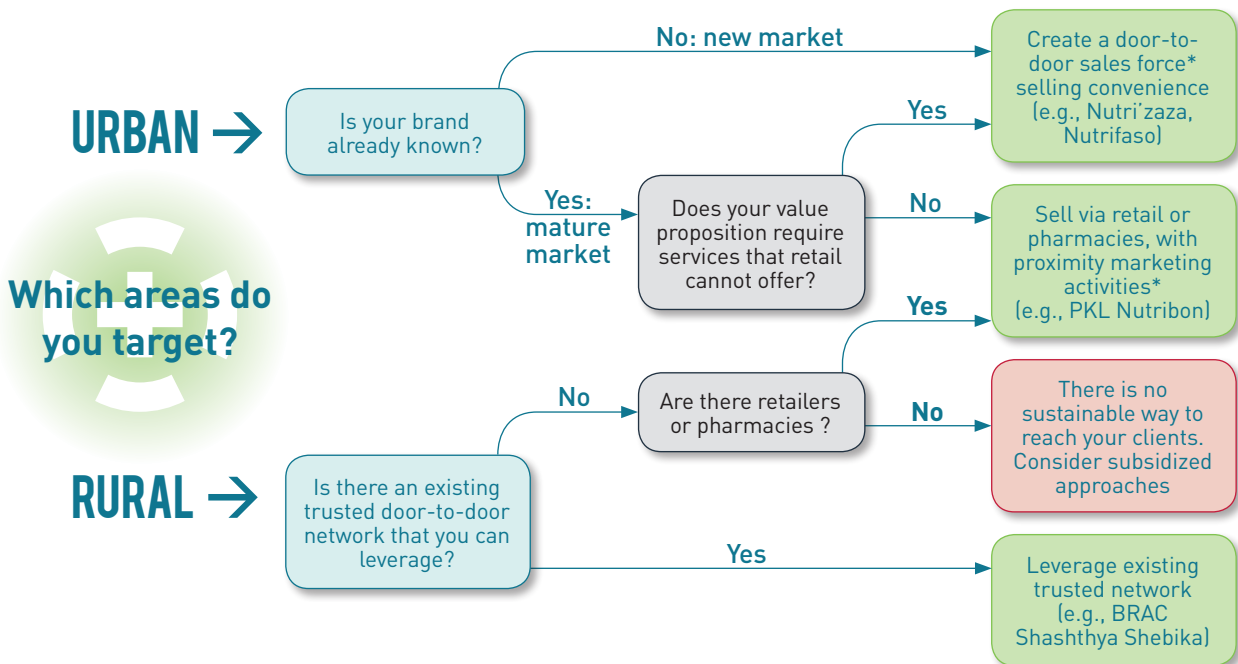 Which areas do
you target?
URBAN →
Is your brand
already known?
No: new market
Create a door-to-
door sales force*
selling convenience
(e.g., Nutri’zaza,
Nutrifaso)
Yes:
mature
market
Does your value
proposition require
services that retail
cannot offer?
Yes
No
Sell via retail or
pharmacies, with
proximity marketing
activities*
(e.g., PKL Nutribon)
RURAL →
Is there an existing
trusted door-to-door
network that you can
leverage?
No
Are there retailers
or pharmacies ?
Yes
No
There is no
sustainable way to
reach your clients.
Consider subsidized
approaches
Yes
Leverage existing
trusted network
(e.g., BRAC
Shashthya Shebika)